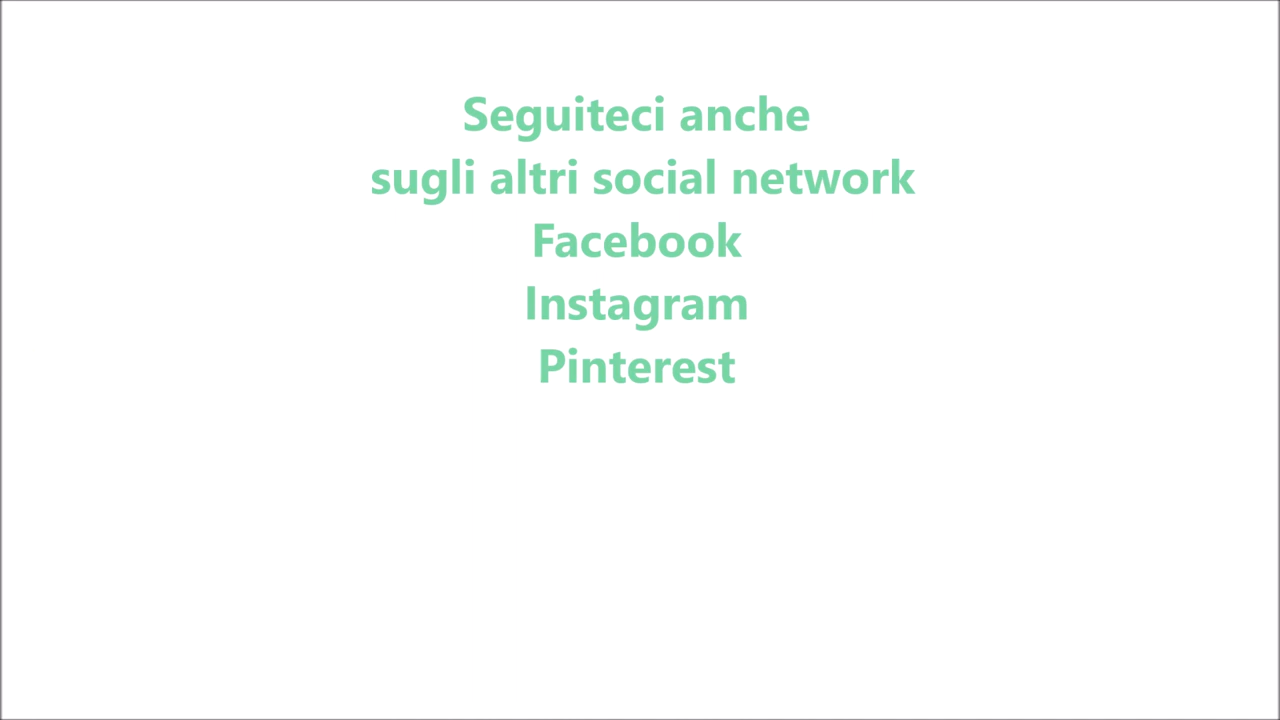 Seguiteci anche
sugli altri social network
Facebook
Instagram
Pinterest